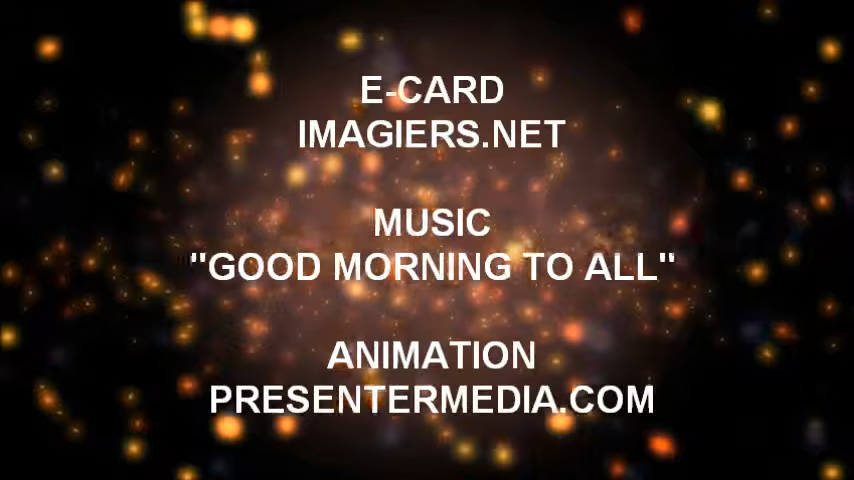 E-CARD
IMAGIERS.NET
MUSIC
"GOOD MORNING TO ALL"
ANIMATION
PRESENTERMEDIA.COM